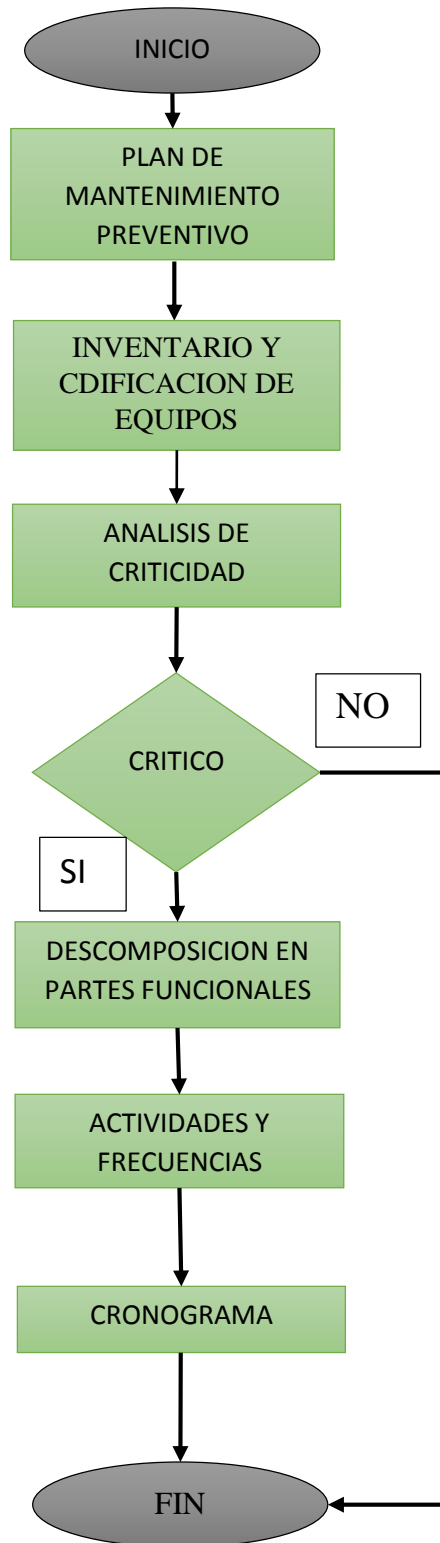 INICIO
PLAN DE
MANTENIMIENTO
PREVENTIVO
INVENTARIO Y
CDIFICACION DE
EQUIPOS
ANALISIS DE
CRITICIDAD
CRITICO
NO
SI
DESCOMPOSICION EN
PARTES FUNCIONALES
ACTIVIDADES Y
FRECUENCIAS
CRONOGRAMA
FIN